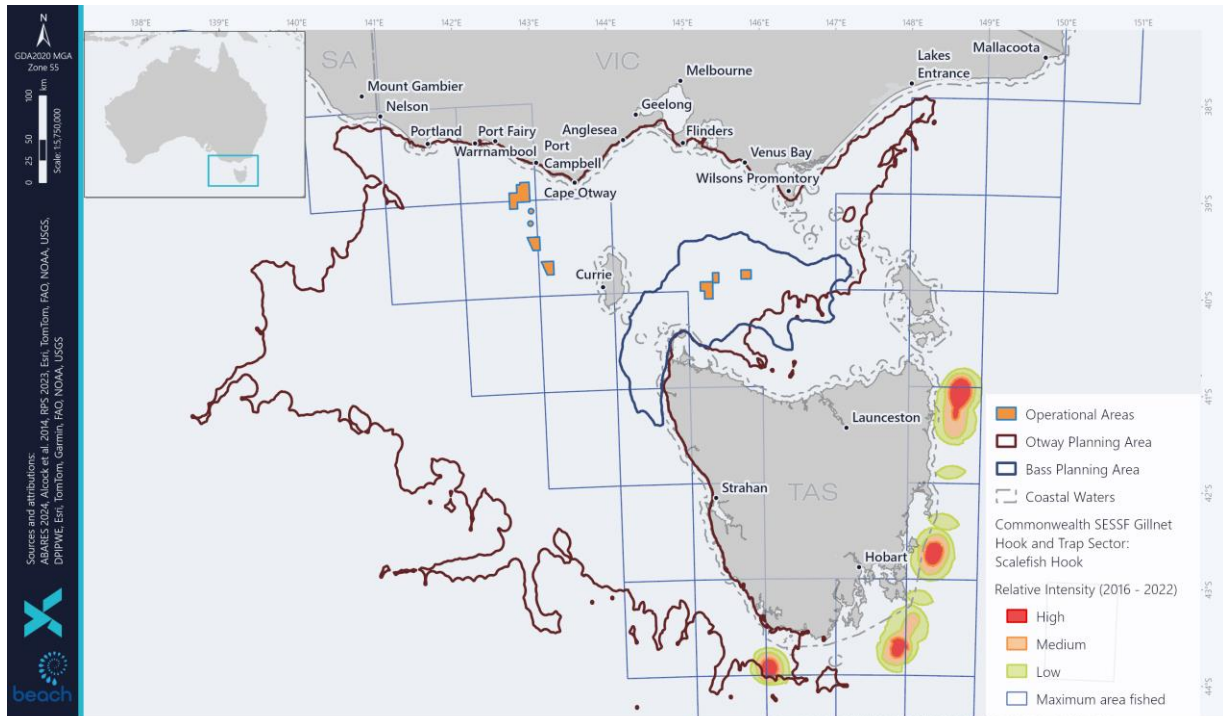 138°E 139°E 140°E 141°E 142°E 143°E 144°E 145°E 146°E 147°E 148°E 149°E 150°E 151°E
N
GDA2020 MGA
Zone 55
km
0 25 50 100
Scale: 1:5,750,000
Sources and attributions:
ABARES 2024, Alcock et al. 2014, RPS 2023, Esri, TomTom, FAO, NOAA, USGS,
DPIPWE, Esri, TomTom, Garmin, FAO, NOAA, USGS
beach
SA
VIC
TAS
Mallacoota
Lakes
Entrance
Melbourne
Mount Gambier
Nelson
Geelong
Portland
Port Fairy
Anglesea
Flinders
Warrnambool
Port
Campbell
Venus Bay
Cape Otway
Wilsons Promontory
Currie
Launceston
Strahan
Hobart
38°S
39°S
40°S
41°S
42°S
43°S
44°S
Operational Areas
Otway Planning Area
Bass Planning Area
Coastal Waters
Commonwealth SESSF Gillnet
Hook and Trap Sector:
Scalefish Hook
Relative Intensity (2016 - 2022)
High
Medium
Low
Maximum area fished